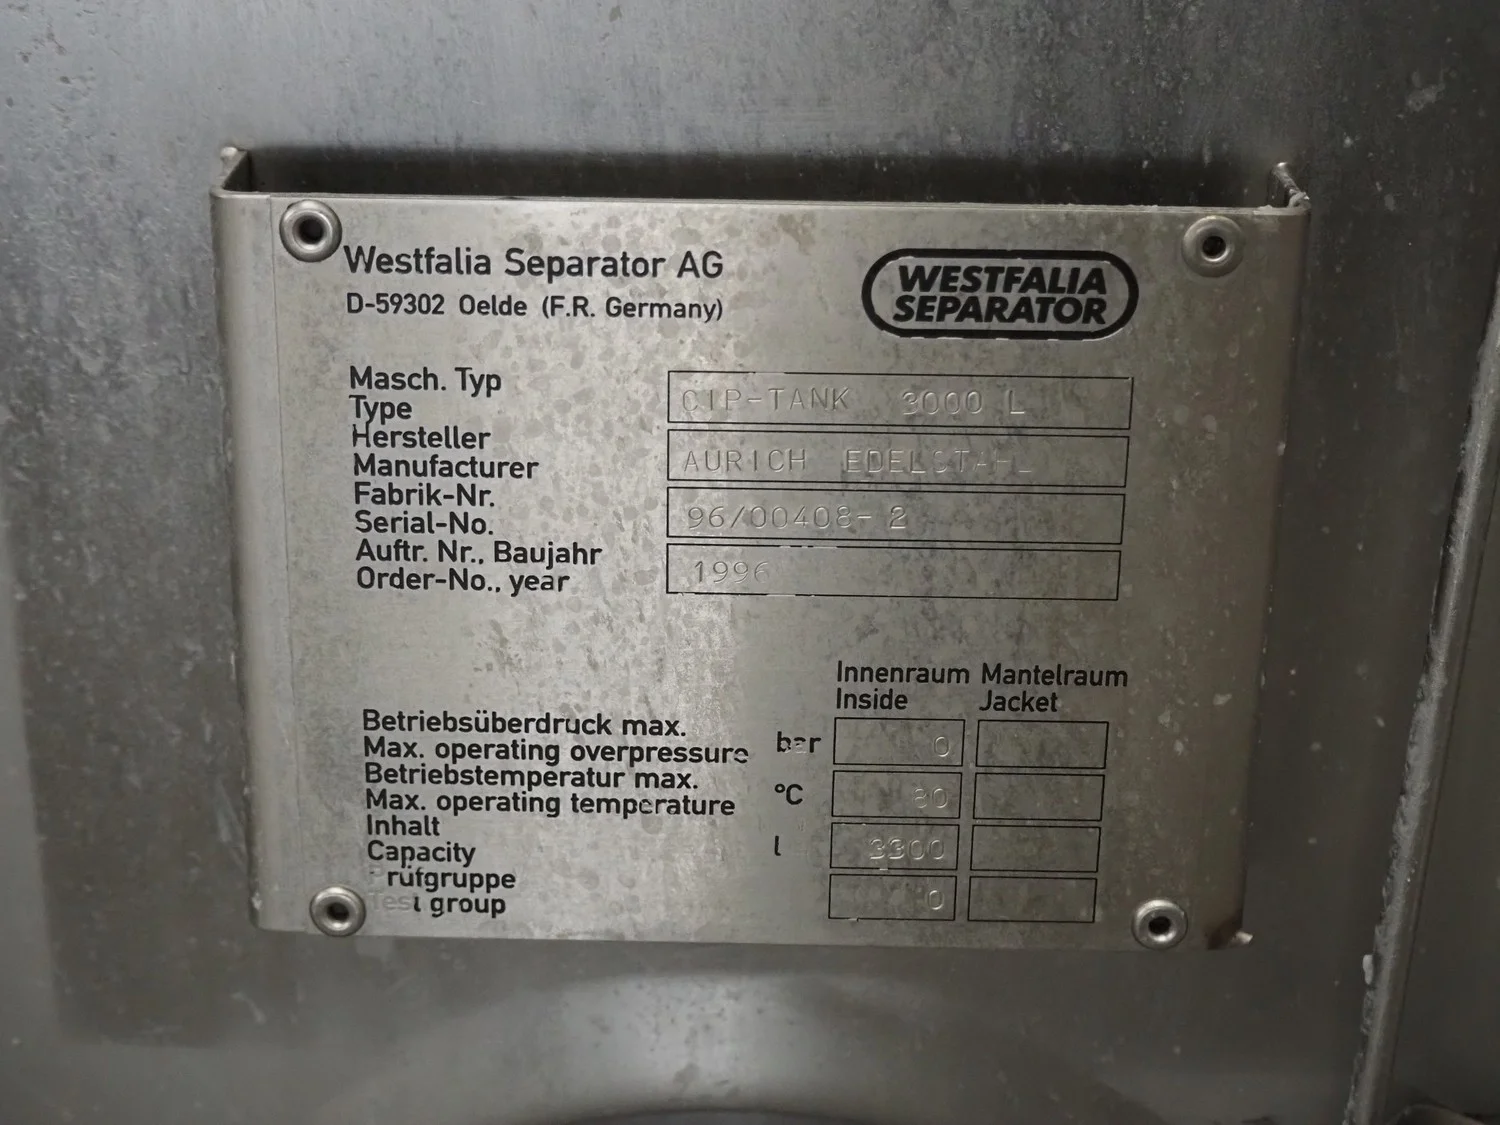 Westfalia Separator AG
D-59302 Oelde (F.R. Germany)
WESTFALIA
SEPARATOR
Masch. Typ
Type
CIP-TANK 3000 L
Hersteller
Manufacturer
AURICH EDELSTAHL
Fabrik-Nr.
Serial-No.
96/00408-2
Auftr. Nr., Baujahr
Order-No., year
1996
Innenraum Mantelraum
Inside Jacket
Betriebsüberdruck max.
Max. operating overpressure
bar 0
Betriebstemperatur max.
Max. operating temperature
°C 80
Inhalt
Capacity
l 3300
Prüfgruppe
Test group
0